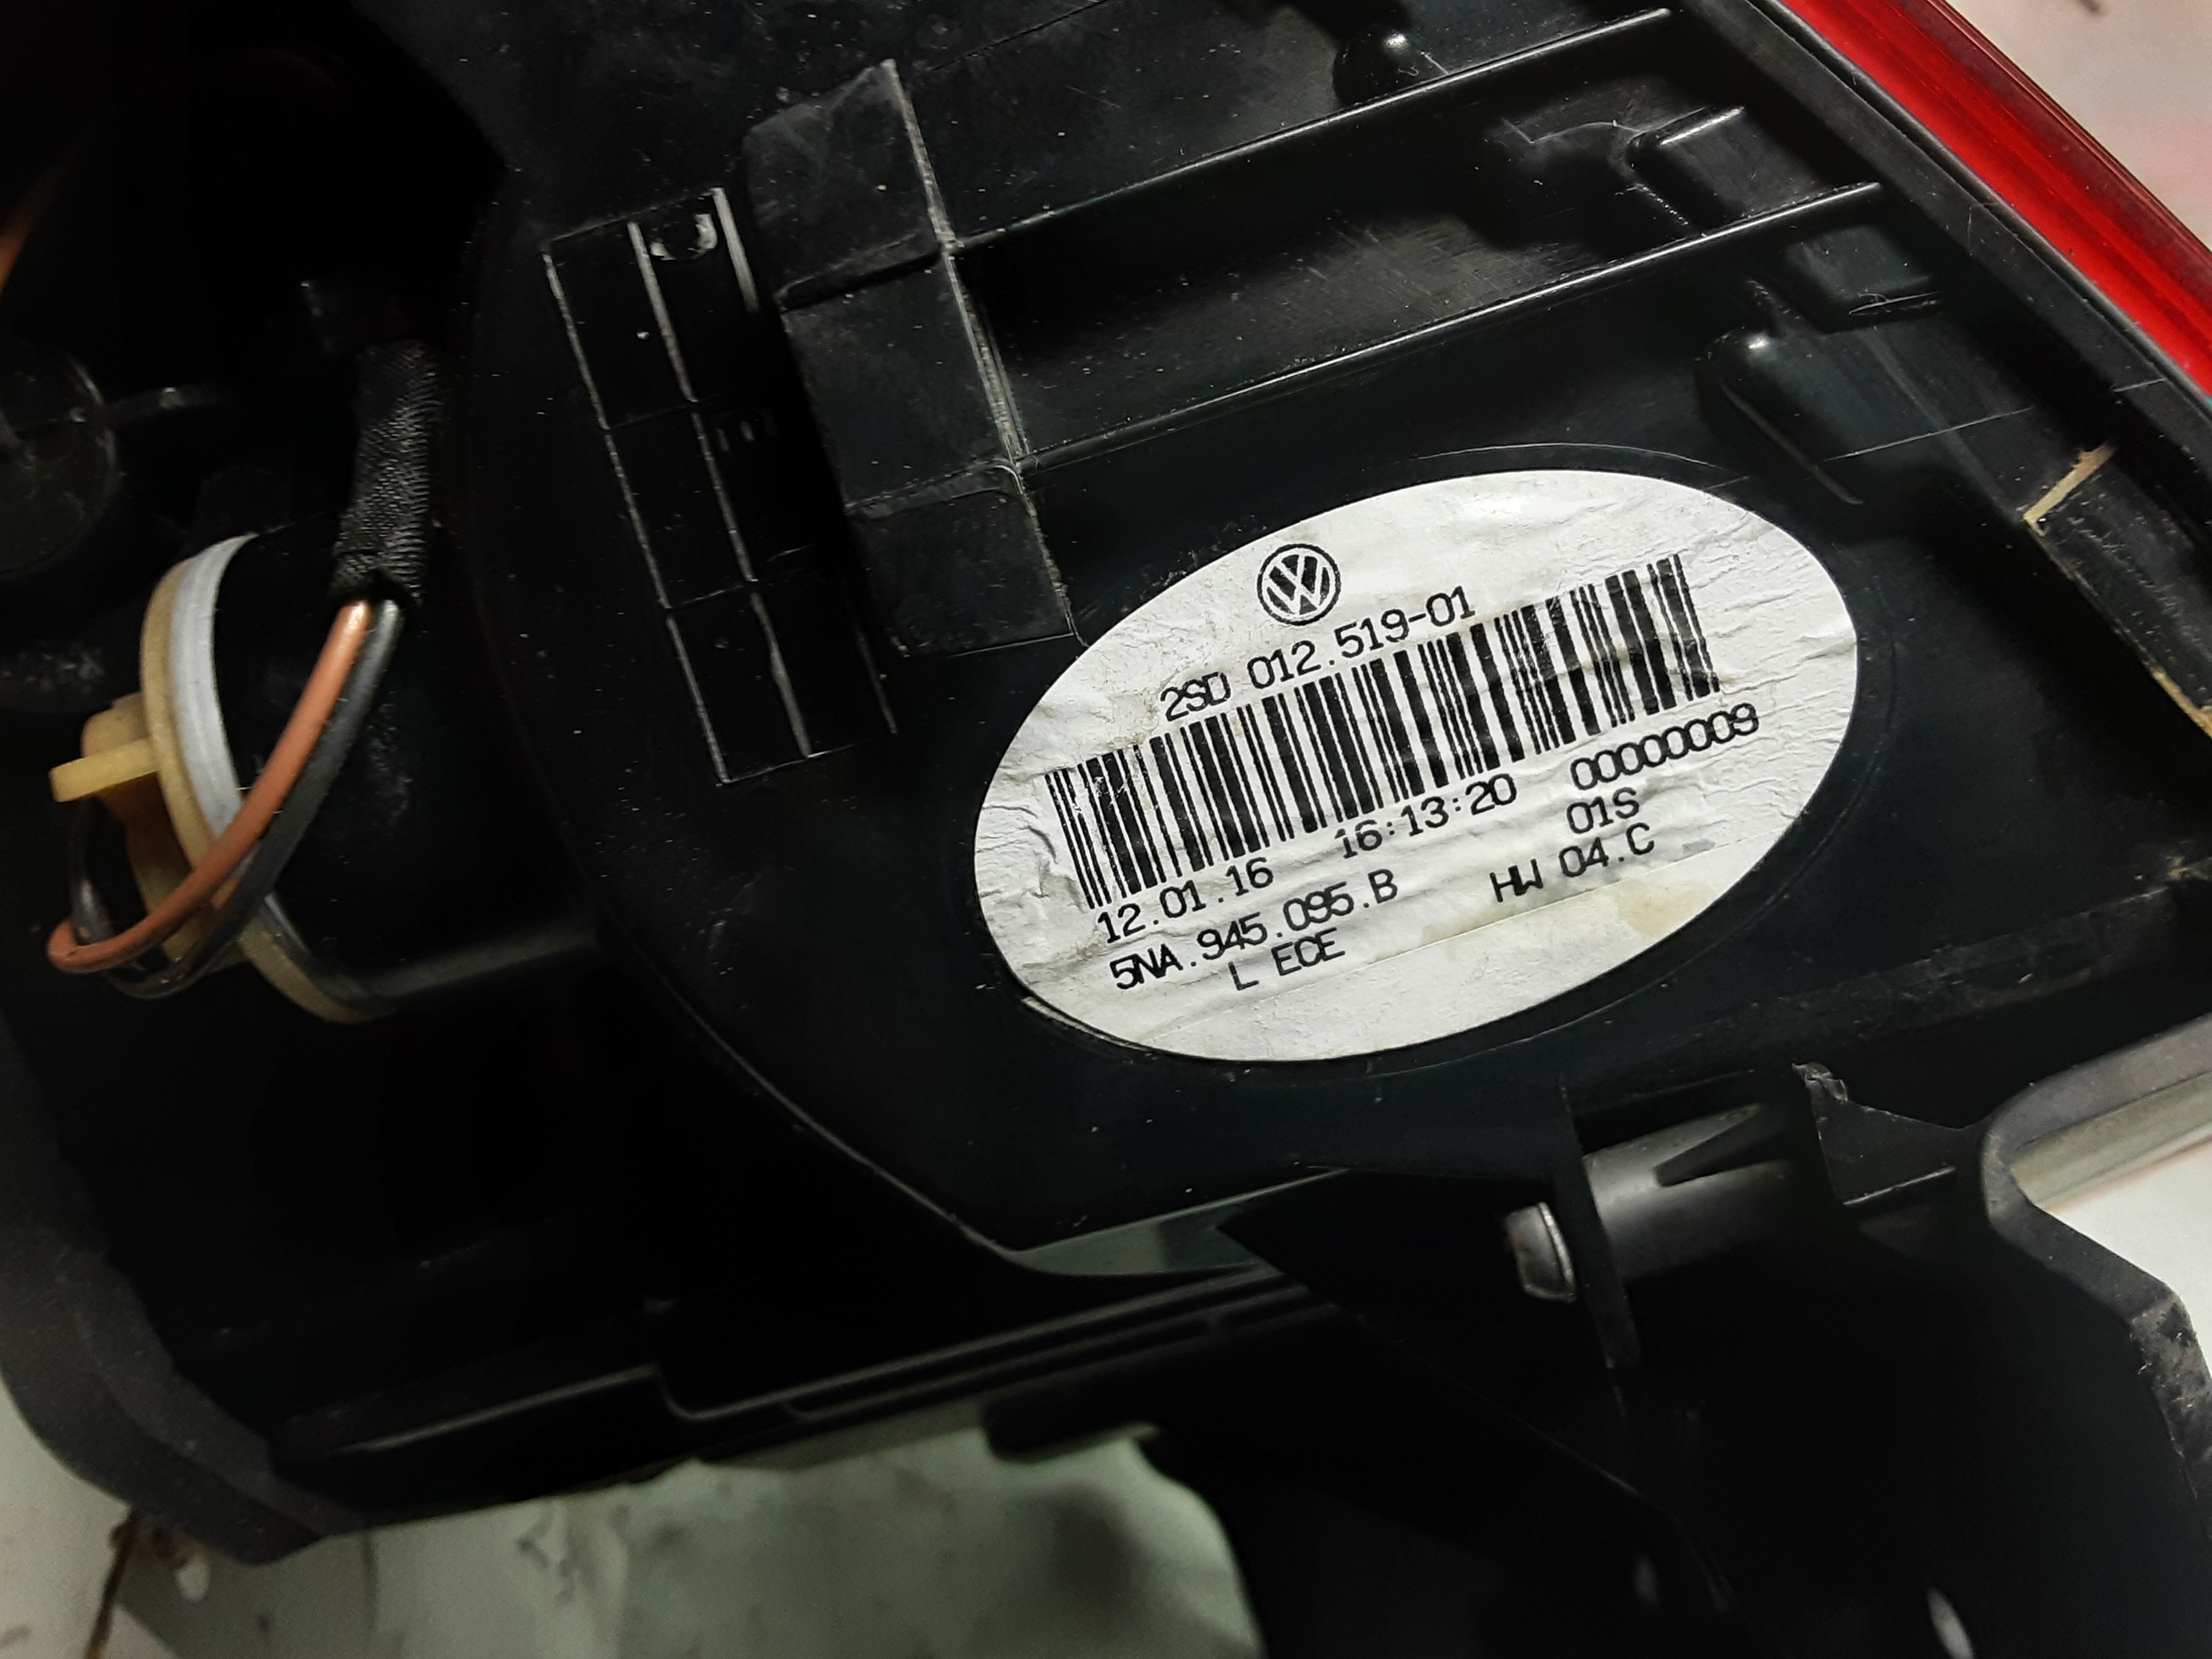 2SD 012.519-01
12.01.16 16:13:20 00000009
01S
5NA.945.095.B HW 04.C
L ECE